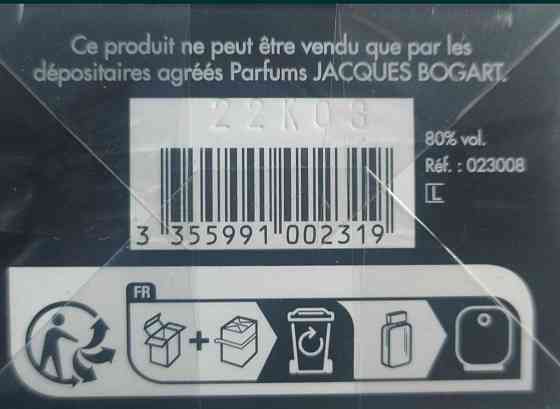 Ce produit ne peut être vendu que par les
dépositaires agréés Parfums JACQUES BOGART.
22K03
80% vol.
Réf. : 023008
L
3 355991 002319
FR
+